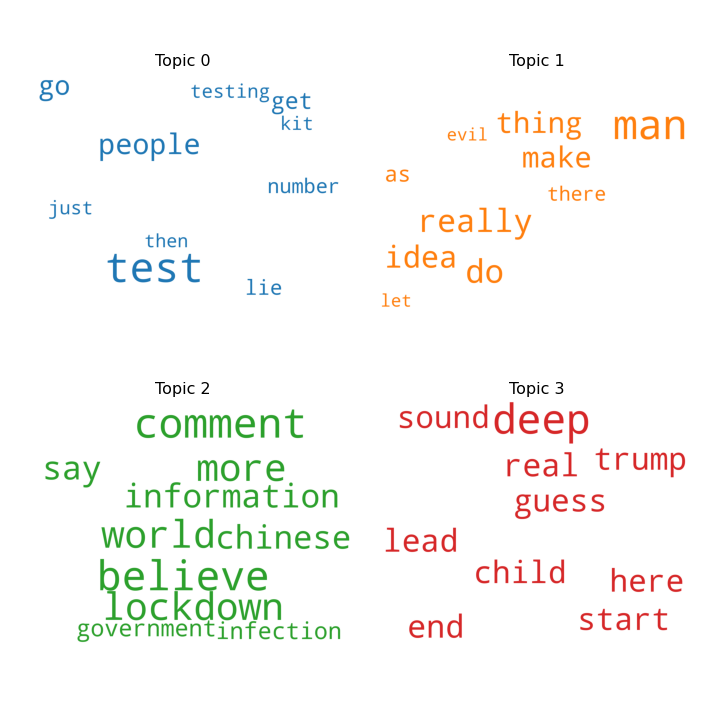 Topic 0
go
testing
get
kit
people
number
just
then
test
lie
Topic 1
man
thing
evil
make
as
there
really
idea
do
let
Topic 2
comment
say
more
information
world
chinese
believe
lockdown
government
infection
Topic 3
sound
deep
real
trump
guess
lead
child
here
start
end